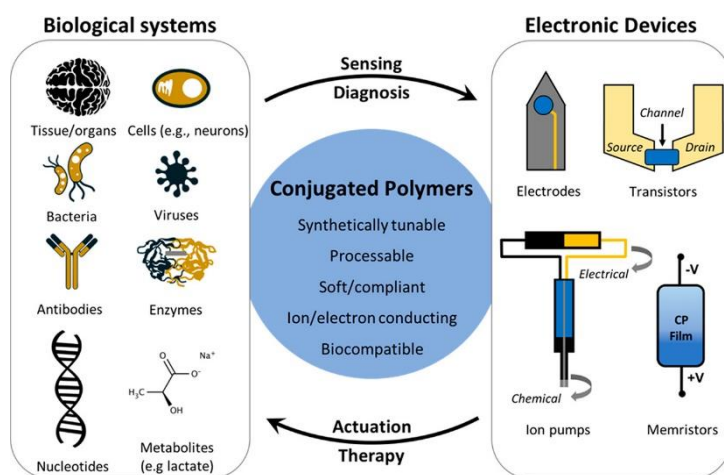 Biological systems
Tissue/organs
Cells (e.g., neurons)
Bacteria
Viruses
Antibodies
Enzymes
Nucleotides
O
Na⁺
O⁻
H₃C
OH
Metabolites
(e.g lactate)
Sensing
Diagnosis
Conjugated Polymers
Synthetically tunable
Processable
Soft/compliant
Ion/electron conducting
Biocompatible
Actuation
Therapy
Electronic Devices
Electrodes
Channel
Source
Drain
Transistors
Electrical
Chemical
Ion pumps
-V
CP
Film
+V
Memristors